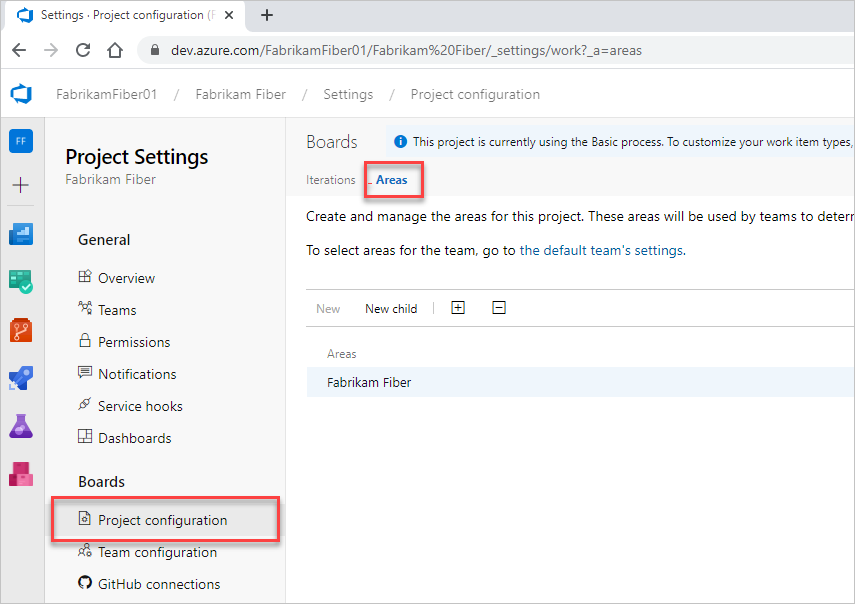 Settings · Project configuration (F
dev.azure.com/FabrikamFiber01/Fabrikam%20Fiber/_settings/work?_a=areas
FabrikamFiber01 / Fabrikam Fiber / Settings / Project configuration
FF
Project Settings
Fabrikam Fiber
General
Overview
Teams
Permissions
Notifications
Service hooks
Dashboards
Boards
Project configuration
Team configuration
GitHub connections
Boards
This project is currently using the Basic process. To customize your work item types,
Iterations Areas
Create and manage the areas for this project. These areas will be used by teams to deter
To select areas for the team, go to the default team's settings.
New New child
Areas
Fabrikam Fiber